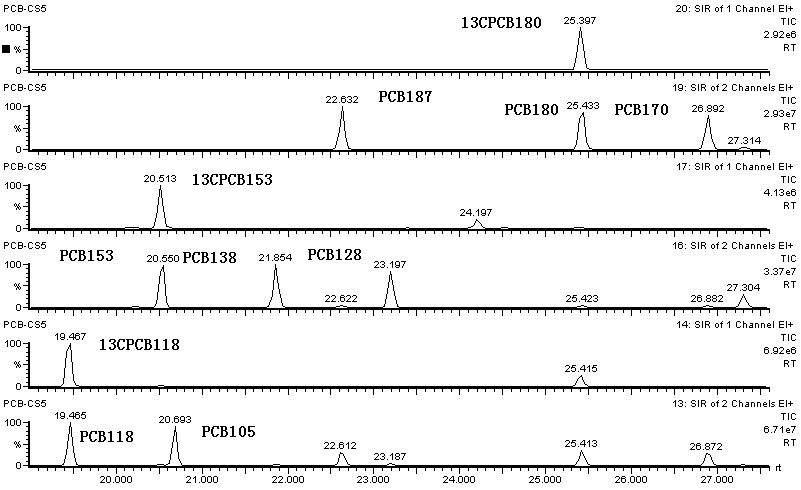 PCB-CS5
20: SIR of 1 Channel EI+
TIC
2.92e6
RT
13CPCB180
25.397
100
%
PCB-CS5
19: SIR of 2 Channels EI+
TIC
2.93e7
RT
22.632
PCB187
PCB180
25.433
PCB170
26.892
27.314
100
%
0
PCB-CS5
17: SIR of 1 Channel EI+
TIC
4.13e6
RT
20.513
13CPCB153
24.197
100
%
0
PCB-CS5
16: SIR of 2 Channels EI+
TIC
3.37e7
RT
PCB153
20.550
PCB138
21.854
PCB128
23.197
22.622
25.423
26.882
27.304
100
%
0
PCB-CS5
14: SIR of 1 Channel EI+
TIC
6.92e6
RT
19.467
13CPCB118
25.415
100
%
0
PCB-CS5
13: SIR of 2 Channels EI+
TIC
6.71e7
RT
19.465
PCB118
20.693
PCB105
22.612
23.187
25.413
26.872
100
%
0
20.000 21.000 22.000 23.000 24.000 25.000 26.000 27.000
rt